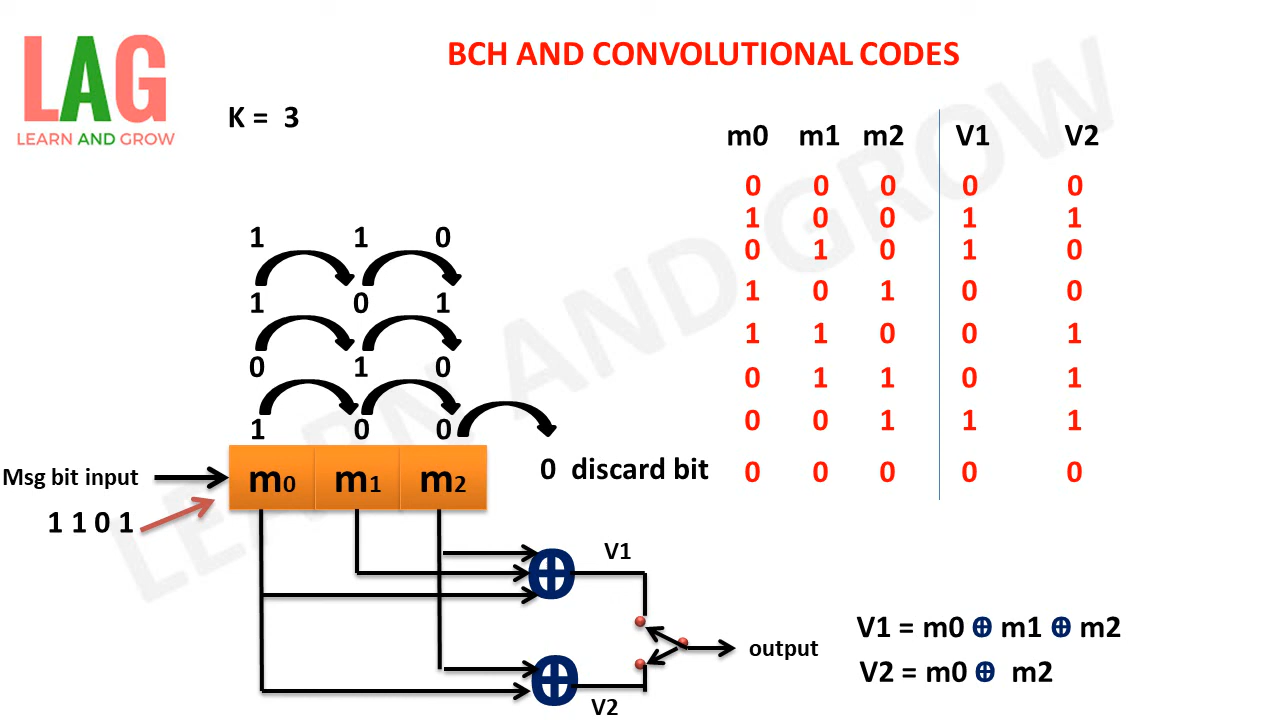 LAG
LEARN AND GROW
BCH AND CONVOLUTIONAL CODES
K = 3
1 1 0
1 0 1
0 1 0
1 0 0
0 discard bit
Msg bit input
m0 m1 m2
1 1 0 1
V1
V2
output
m0 m1 m2 V1 V2
0 0 0 0 0
1 0 0 1 1
0 1 0 1 0
1 0 1 0 0
1 1 0 0 1
0 1 1 0 1
0 0 1 1 1
0 0 0 0 0
V1 = m0 ⊕ m1 ⊕ m2
V2 = m0 ⊕ m2
LEARN AND GROW